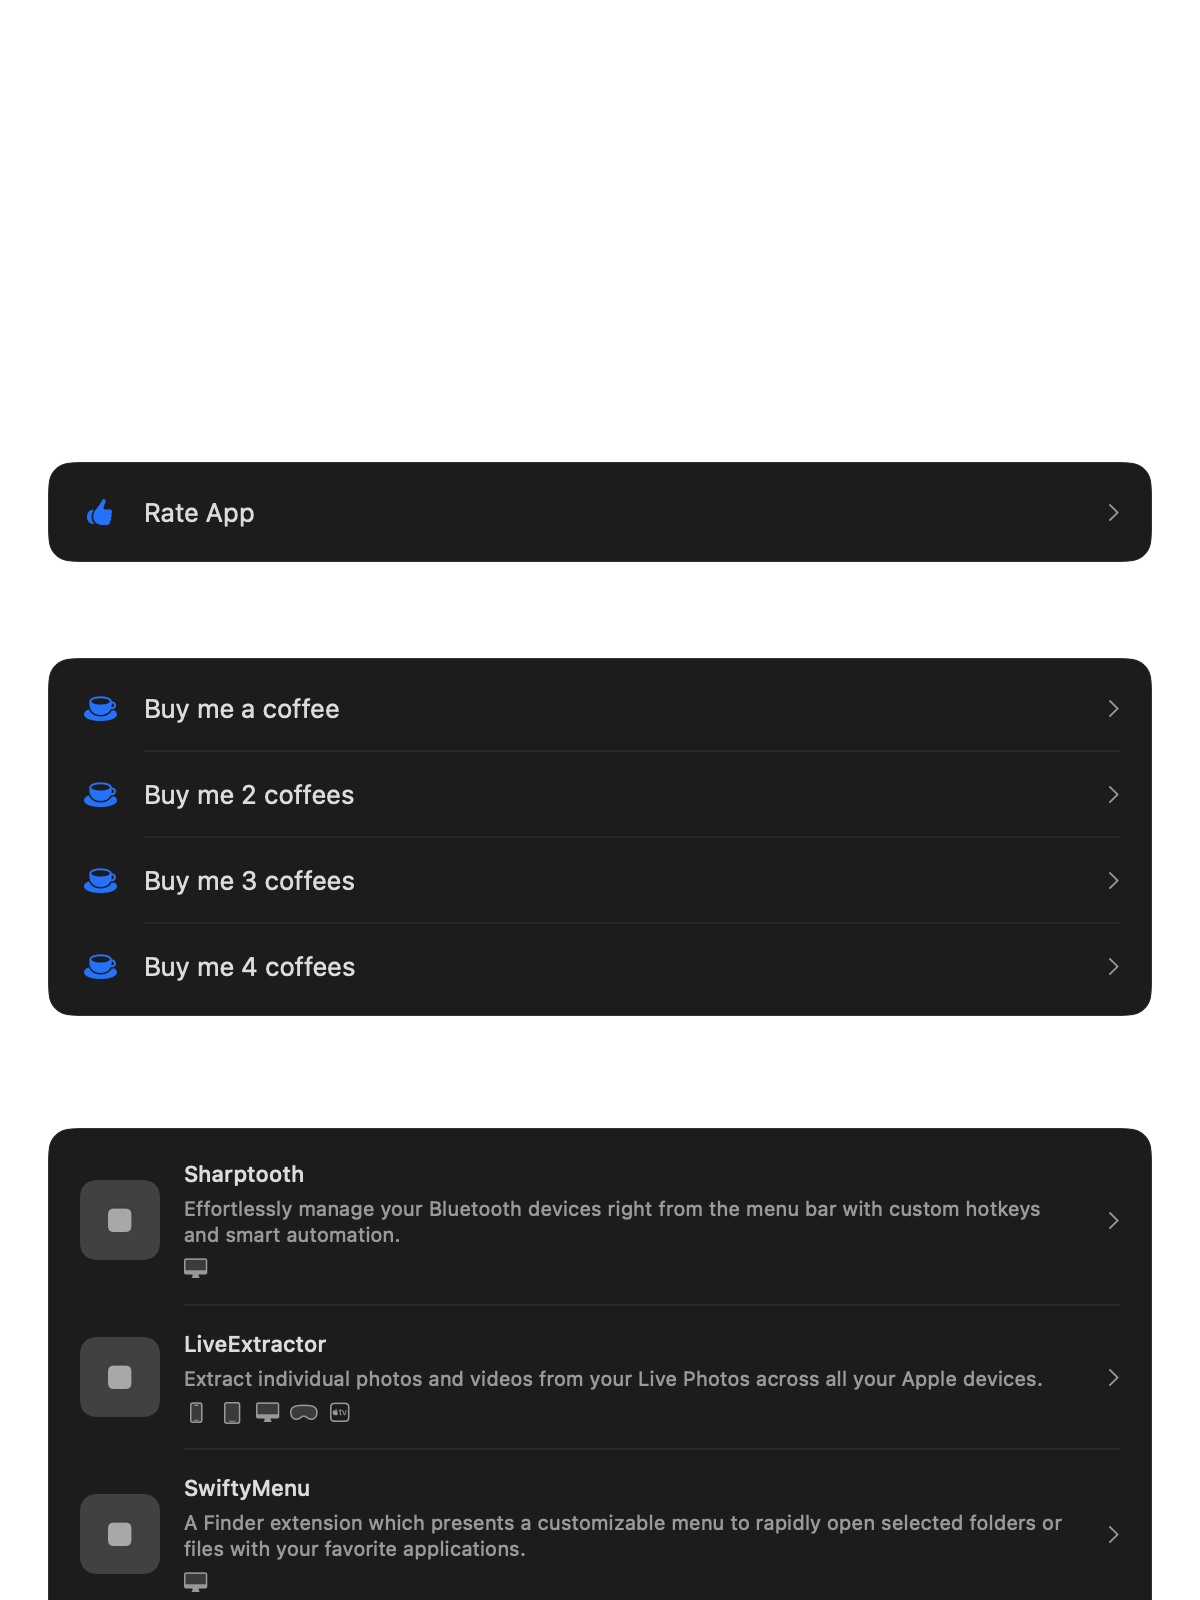 Rate App
Buy me a coffee
Buy me 2 coffees
Buy me 3 coffees
Buy me 4 coffees
Sharptooth
Effortlessly manage your Bluetooth devices right from the menu bar with custom hotkeys
and smart automation.
LiveExtractor
Extract individual photos and videos from your Live Photos across all your Apple devices.
tv
SwiftyMenu
A Finder extension which presents a customizable menu to rapidly open selected folders or
files with your favorite applications.